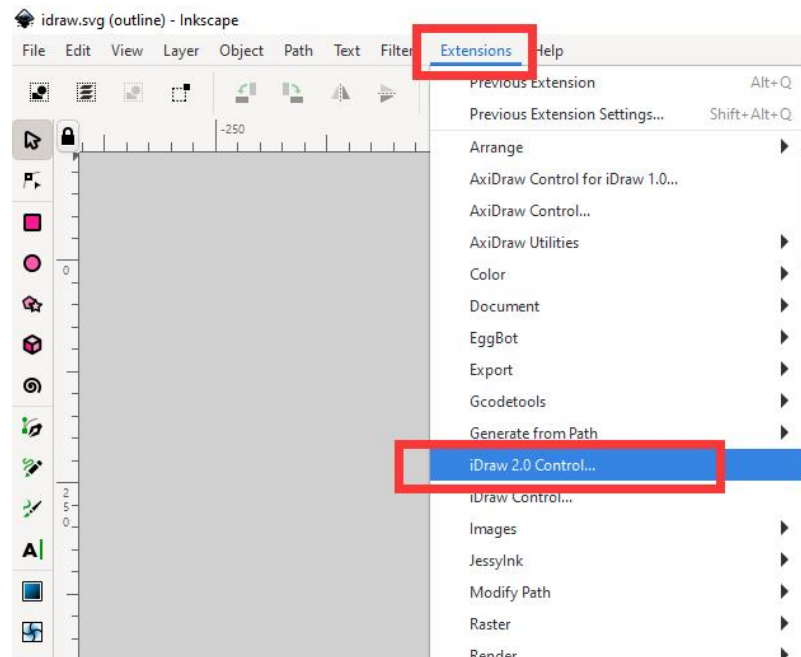 idraw.svg (outline) - Inkscape
File Edit View Layer Object Path Text Filter Extensions Help
Previous Extension Alt+Q
Previous Extension Settings... Shift+Alt+Q
-250
Arrange
AxiDraw Control for iDraw 1.0...
AxiDraw Control...
AxiDraw Utilities
0
Color
Document
EggBot
Export
Gcodetools
Generate from Path
iDraw 2.0 Control...
iDraw Control...
250
Images
JessyInk
Modify Path
Raster
Render